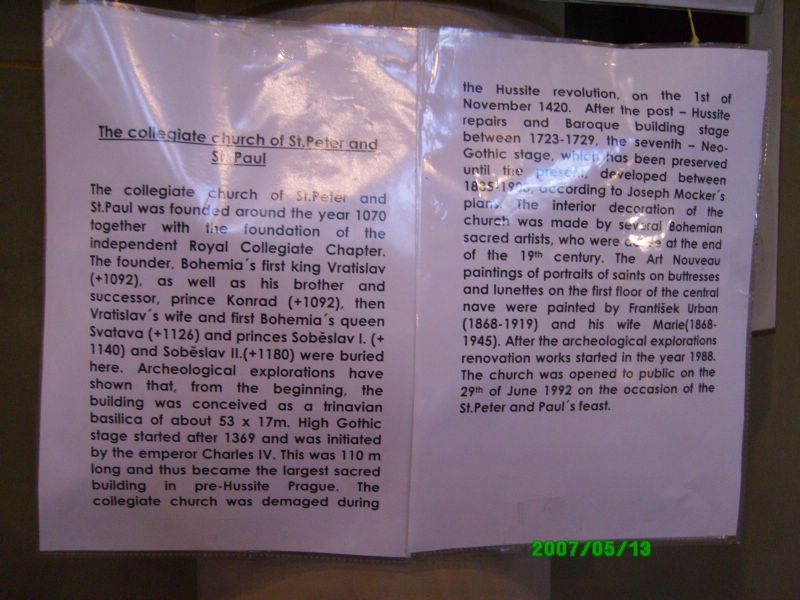 The collegiate church of St.Peter and
St. Paul
The collegiate church of St.Peter and
St.Paul was founded around the year 1070
together with the foundation of the
independent Royal Collegiate Chapter.
The founder, Bohemia´s first king Vratislav
(+1092), as well as his brother and
successor, prince Konrad (+1092), then
Vratislav´s wife and first Bohemia´s queen
Svatava (+1126) and princes Soběslav I. (+
1140) and Soběslav II.(+1180) were buried
here. Archeological explorations have
shown that, from the beginning, the
building was conceived as a trinavian
basilica of about 53 x 17m. High Gothic
stage started after 1369 and was initiated
by the emperor Charles IV. This was 110 m
long and thus became the largest sacred
building in pre-Hussite Prague. The
collegiate church was demaged during
the Hussite revolution, on the 1st of
November 1420. After the post – Hussite
repairs and Baroque building stage
between 1723-1729, the seventh – Neo-
Gothic stage, which has been preserved
until the present, developed between
according to Joseph Mocker´s
plans. The interior decoration of the
church was made by several Bohemian
sacred artists, who were at the end
of the 19th century. The Art Nouveau
paintings of portraits of saints on buttresses
and lunettes on the first floor of the central
nave were painted by František Urban
(1868-1919) and his wife Marie(1868-
1945). After the archeological explorations
renovation works started in the year 1988.
The church was opened to public on the
29th of June 1992 on the occasion of the
St.Peter and Paul´s feast.
2007/05/13